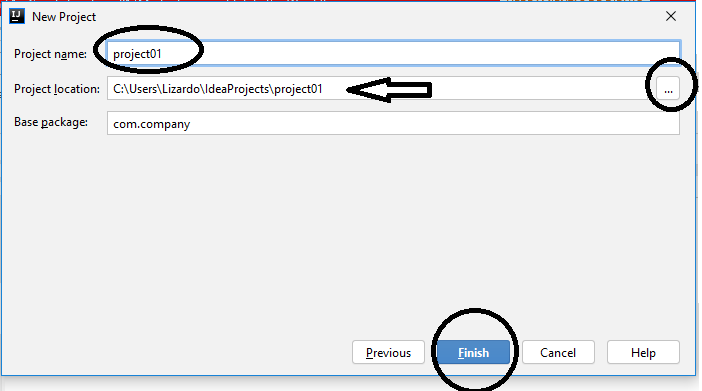 IJ New Project
Project name: project01
Project location: C:\Users\Lizardo\IdeaProjects\project01 ...
Base package: com.company
Previous Finish Cancel Help